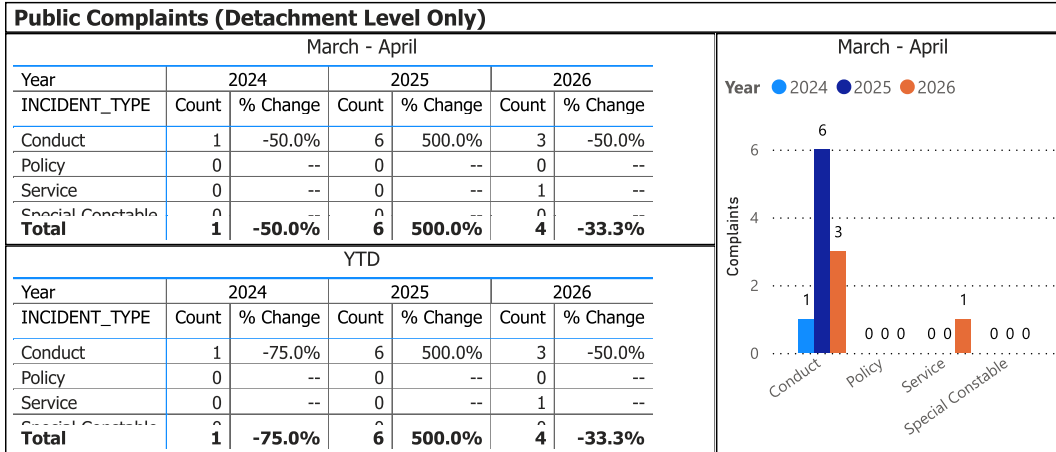 Public Complaints (Detachment Level Only)
March - April
Year 2024 2025 2026
INCIDENT_TYPE Count % Change Count % Change Count % Change
Conduct 1 -50.0% 6 500.0% 3 -50.0%
Policy 0 -- 0 -- 0 --
Service 0 -- 0 -- 1 --
Special Constable 0 -- 0 -- 0 --
Total 1 -50.0% 6 500.0% 4 -33.3%
YTD
Year 2024 2025 2026
INCIDENT_TYPE Count % Change Count % Change Count % Change
Conduct 1 -75.0% 6 500.0% 3 -50.0%
Policy 0 -- 0 -- 0 --
Service 0 -- 0 -- 1 --
Total 1 -75.0% 6 500.0% 4 -33.3%
March - April
Year 2024 2025 2026
Complaints
6
4
2
0
1 6 3
0 0 0
0 0 1
0 0 0
Conduct
Policy
Service
Special Constable